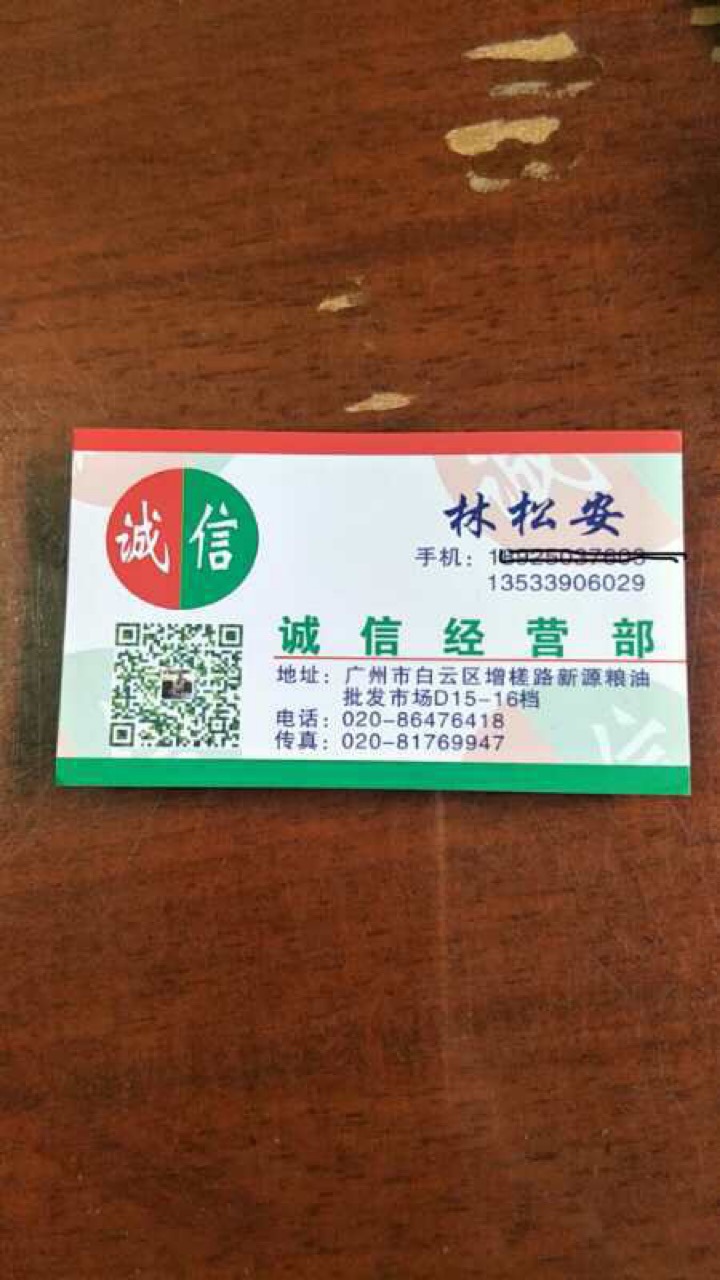 诚信
林松安
手机：
13533906029
诚信经营部
地址：广州市白云区增槎路新源粮油
批发市场D15-16档
电话：020-86476418
传真：020-81769947